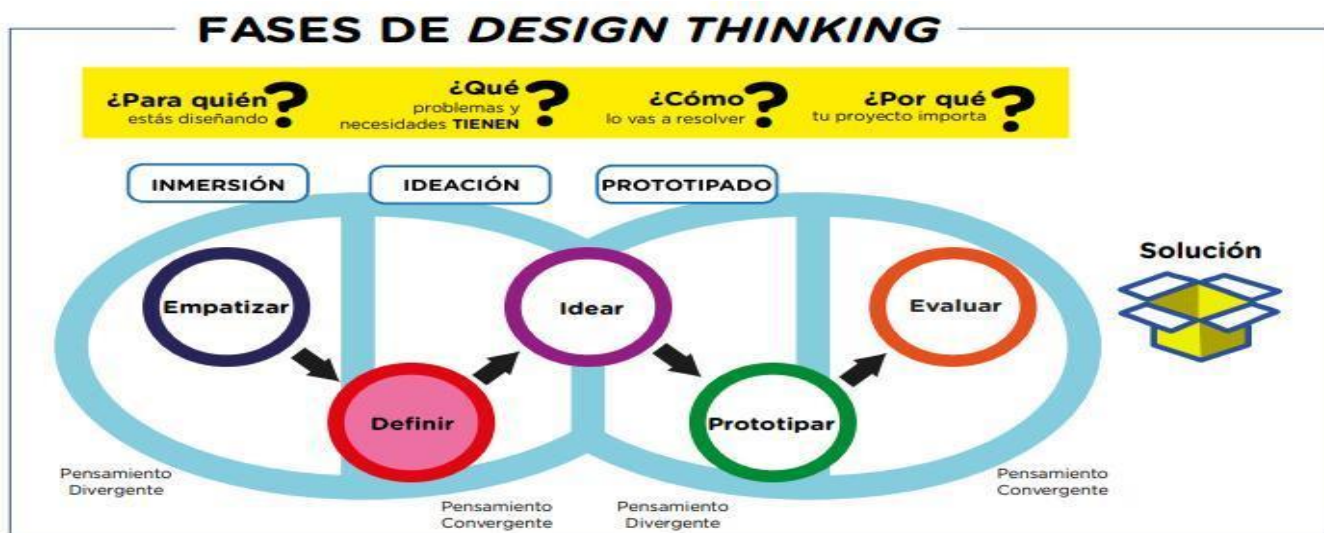 FASES DE DESIGN THINKING
¿Para quién
estás diseñando
?
¿Qué
problemas y
necesidades TIENEN
?
¿Cómo
lo vas a resolver
?
¿Por qué
tu proyecto importa
?
INMERSIÓN
IDEACIÓN
PROTOTIPADO
Empatizar
Definir
Idear
Prototipar
Evaluar
Solución
Pensamiento
Divergente
Pensamiento
Convergente
Pensamiento
Divergente
Pensamiento
Convergente